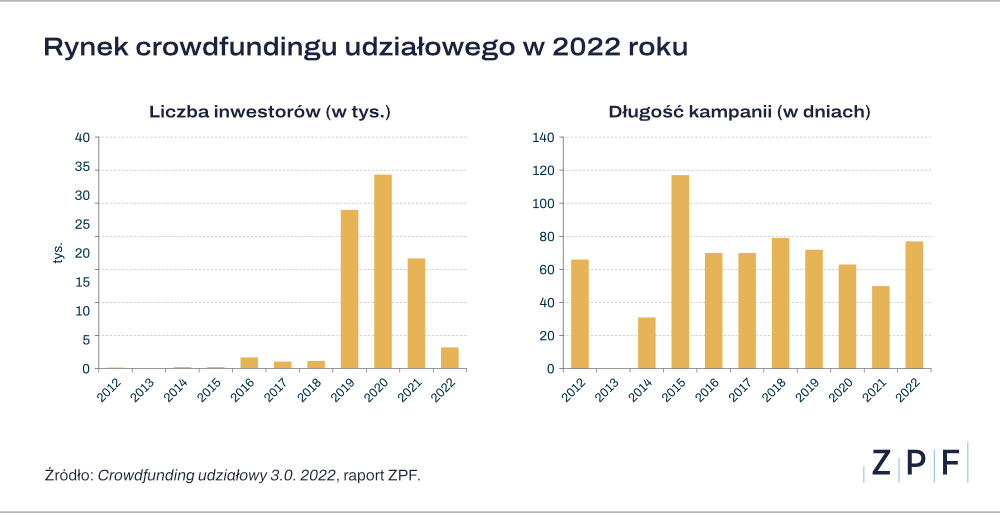 Rynek crowdfundingu udziałowego w 2022 roku
Liczba inwestorów (w tys.)
40
35
30
25
20
15
10
5
0
tys.
2012 2013 2014 2015 2016 2017 2018 2019 2020 2021 2022
Długość kampanii (w dniach)
140
120
100
80
60
40
20
0
2012 2013 2014 2015 2016 2017 2018 2019 2020 2021 2022
Źródło: Crowdfunding udziałowy 3.0. 2022, raport ZPF.
Z P F